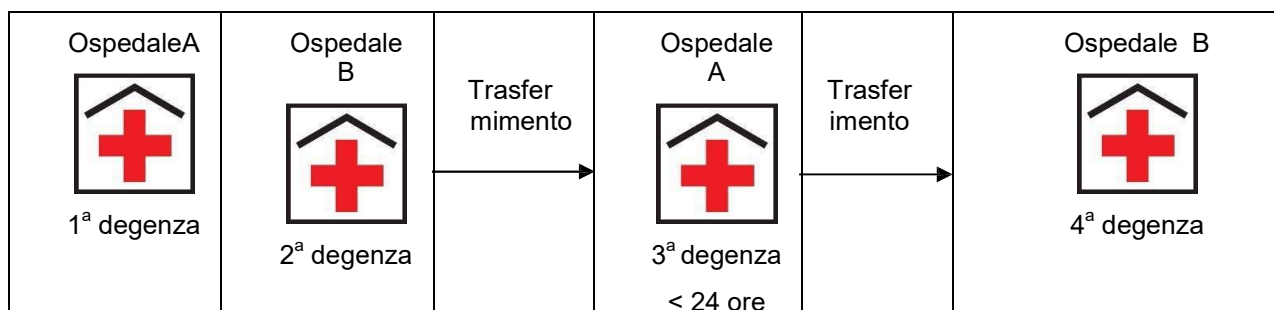 OspedaleA
1ª degenza
Ospedale
B
2ª degenza
Trasfer
mimento
Ospedale
A
3ª degenza
< 24 ore
Trasfer
imento
Ospedale B
4ª degenza